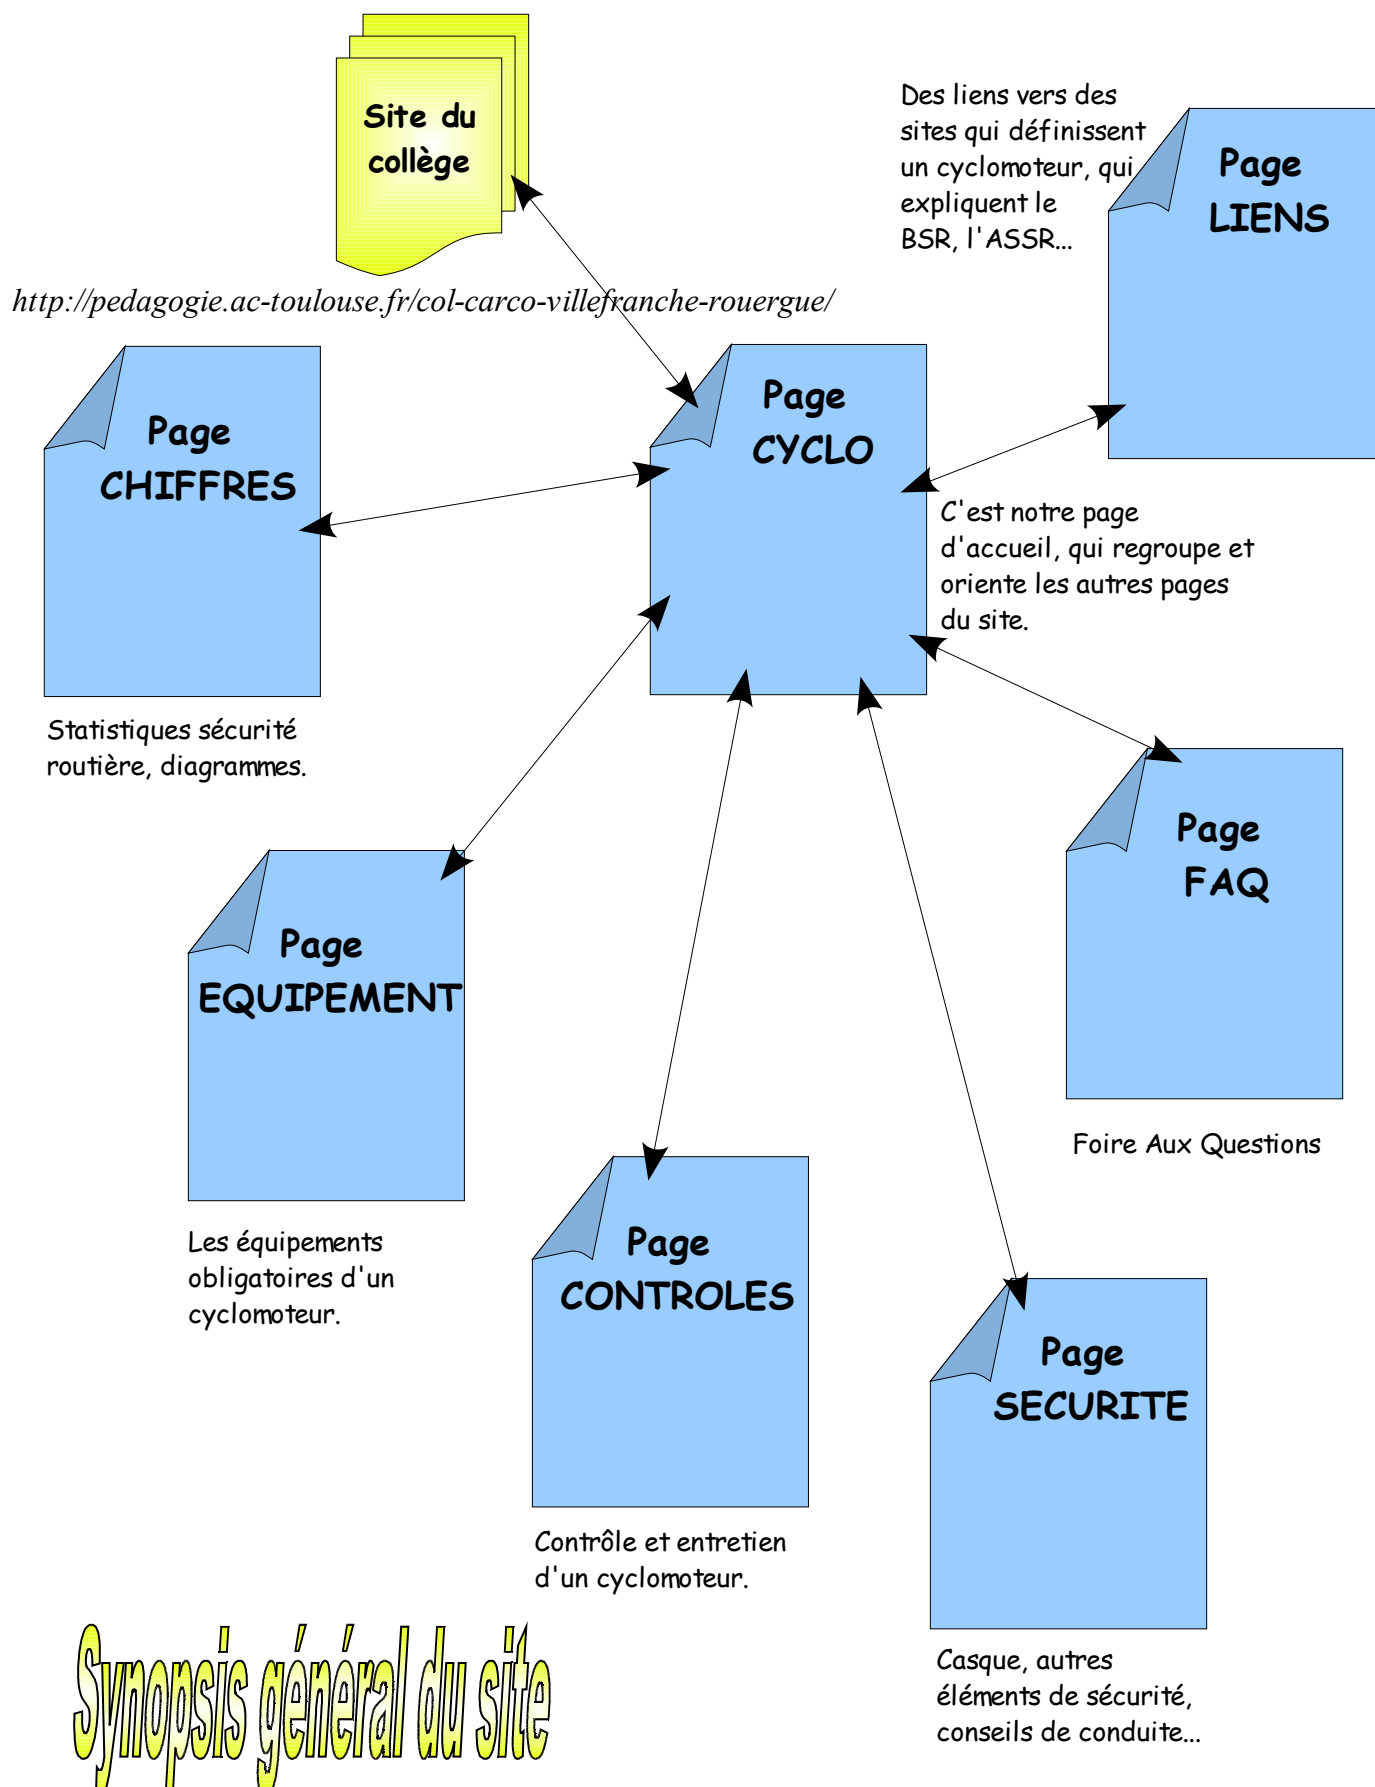 Site du
collège
Des liens vers des
sites qui définissent
un cyclomoteur, qui
expliquent le
BSR, l'ASSR...
Page
LIENS
http://pedagogie.ac-toulouse.fr/col-carco-villefranche-rouergue/
Page
CHIFFRES
Page
CYCLO
C'est notre page
d'accueil, qui regroupe et
oriente les autres pages
du site.
Statistiques sécurité
routière, diagrammes.
Page
FAQ
Foire Aux Questions
Page
EQUIPEMENT
Les équipements
obligatoires d'un
cyclomoteur.
Page
CONTROLES
Contrôle et entretien
d'un cyclomoteur.
Page
SECURITE
Casque, autres
éléments de sécurité,
conseils de conduite...
Synopsis général du site